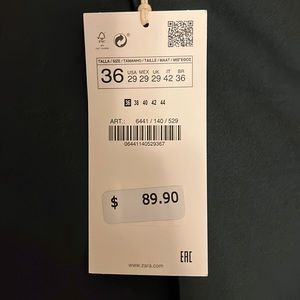 TALLA / SIZE / TAMANHO / TAILLE / MAAT / ΜΕΓΕΘΟΣ
36 USA MEX UK IT BR
29 29 29 42 36
36 38 40 42 44
ART.: 6441 / 140 / 529
06441140529367
$ 89.90
www.zara.com
EAC